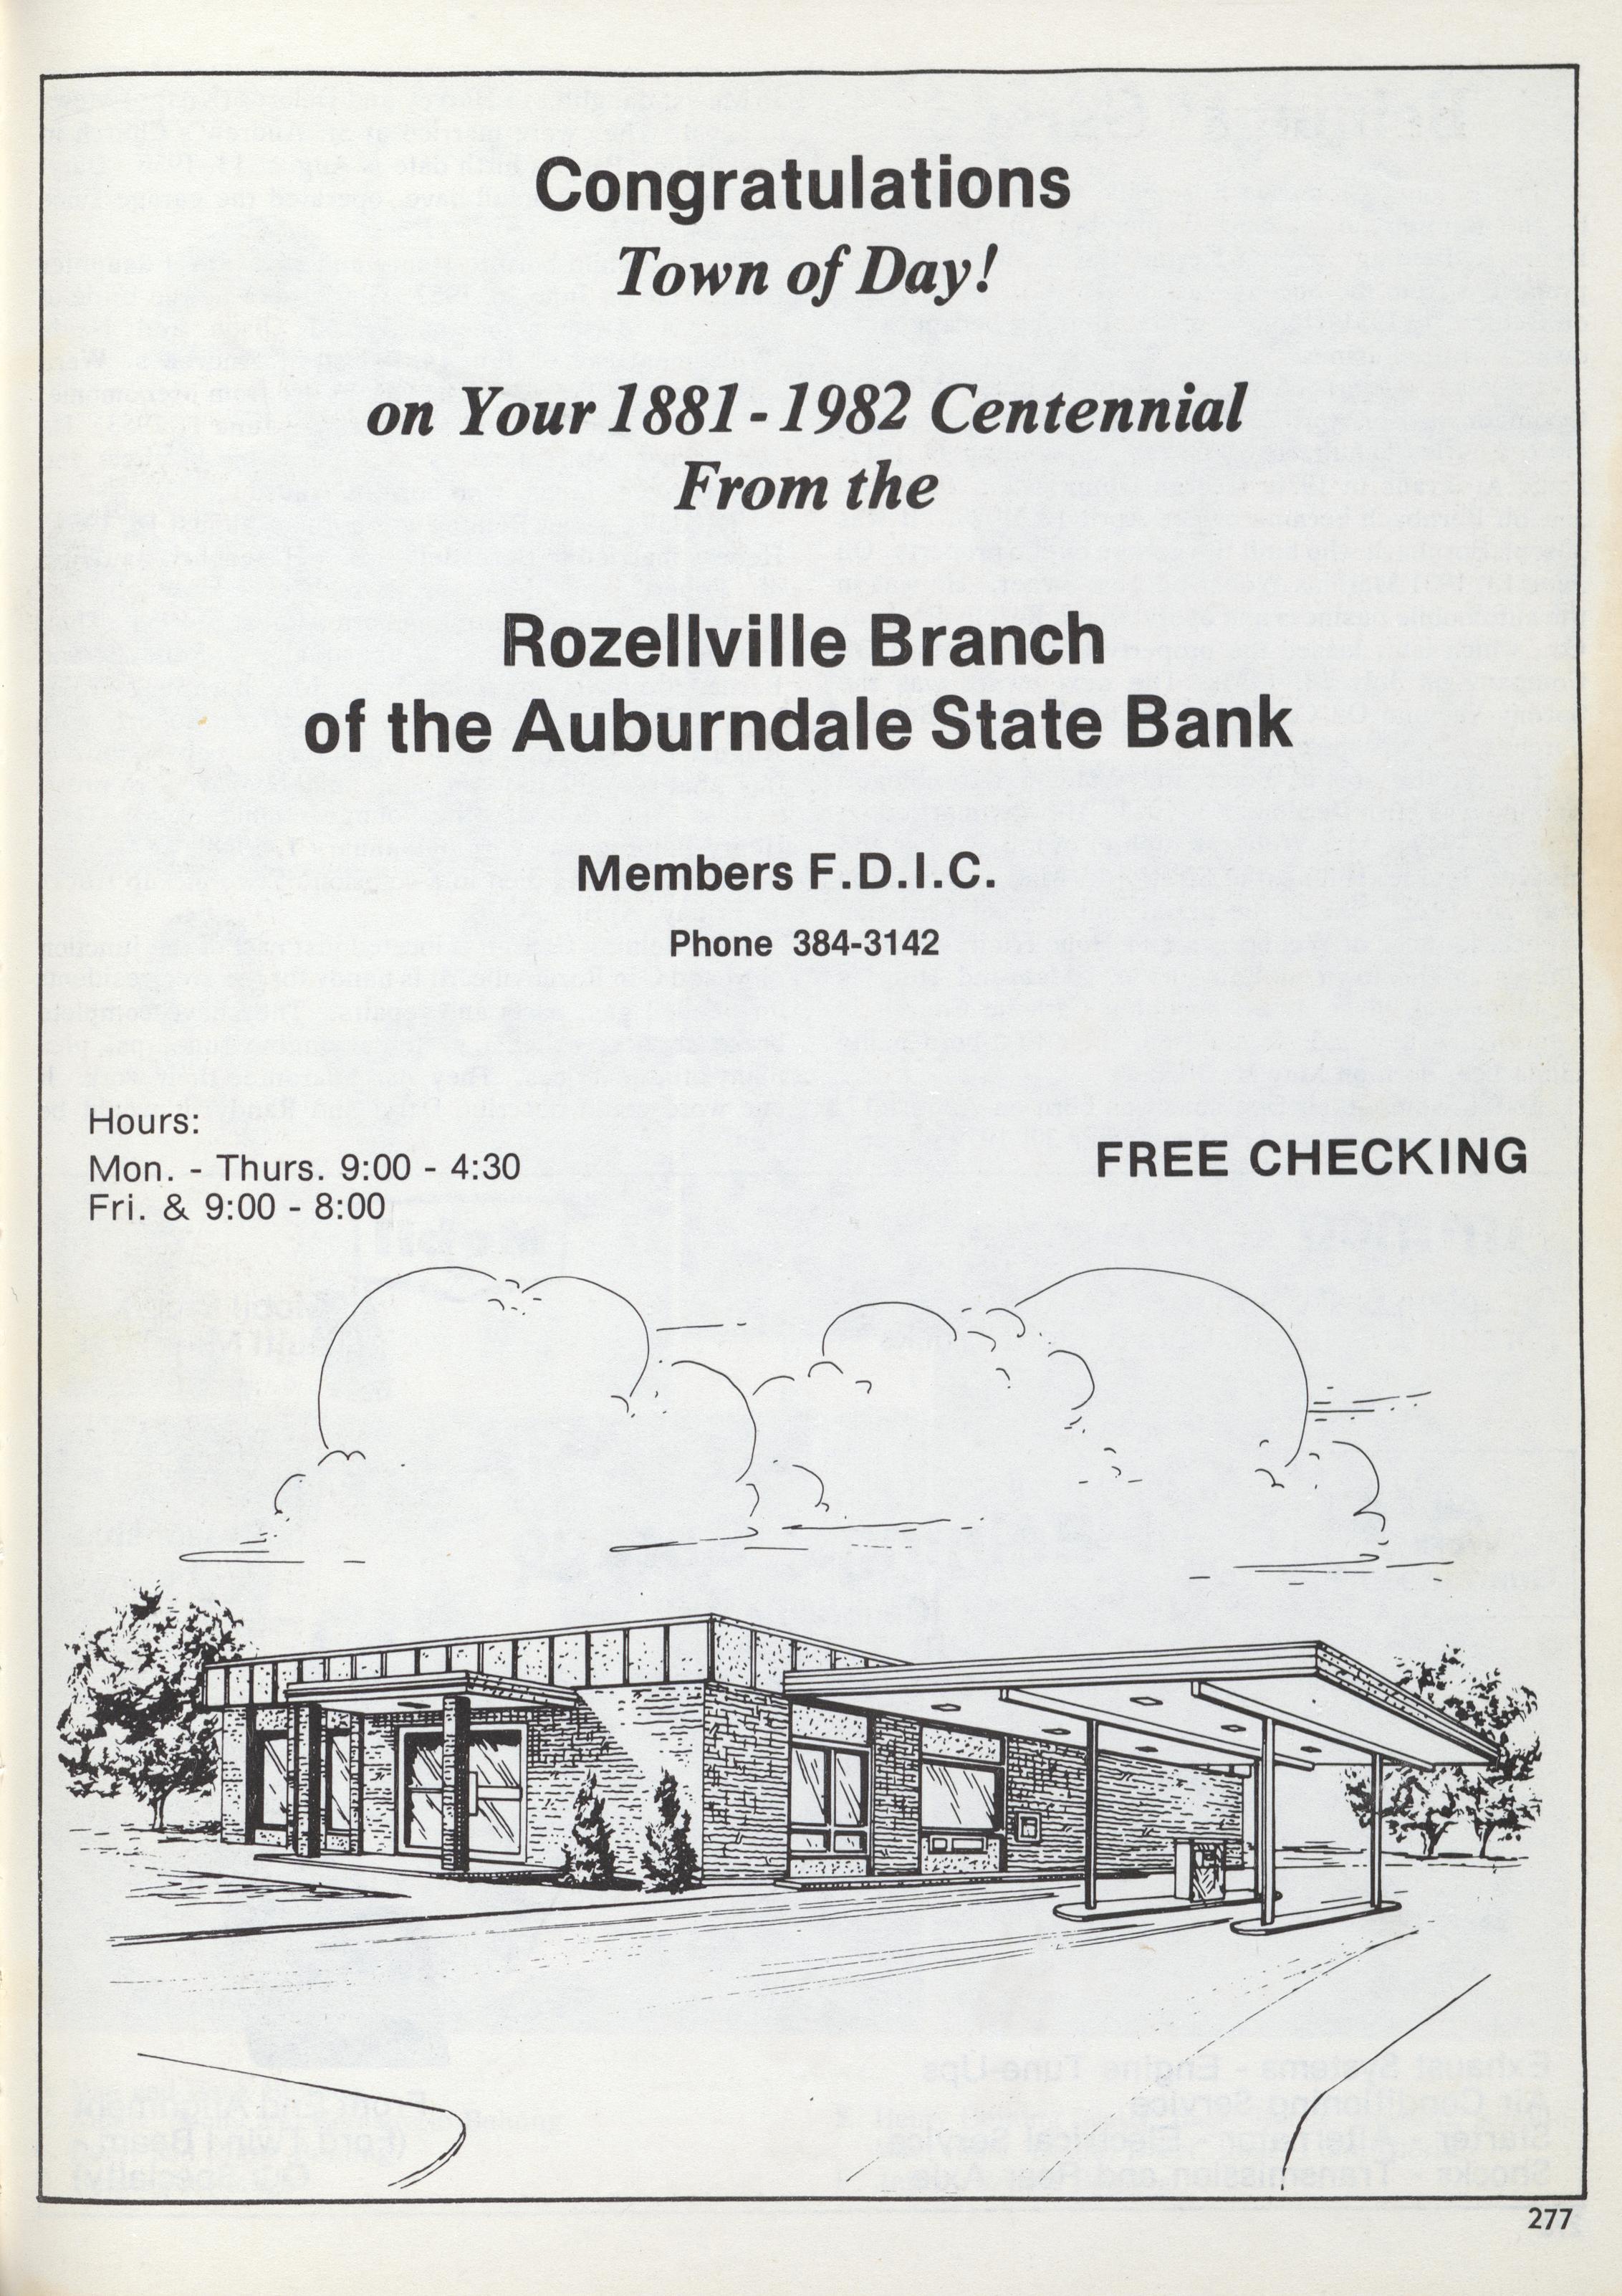 Congratulations
Town of Day!
on Your 1881-1982 Centennial
From the
Rozellville Branch
of the Auburndale State Bank
Members F.D.I.C.
Phone 384-3142
Hours:
Mon. - Thurs. 9:00 - 4:30
Fri. & 9:00 - 8:00
FREE CHECKING
277